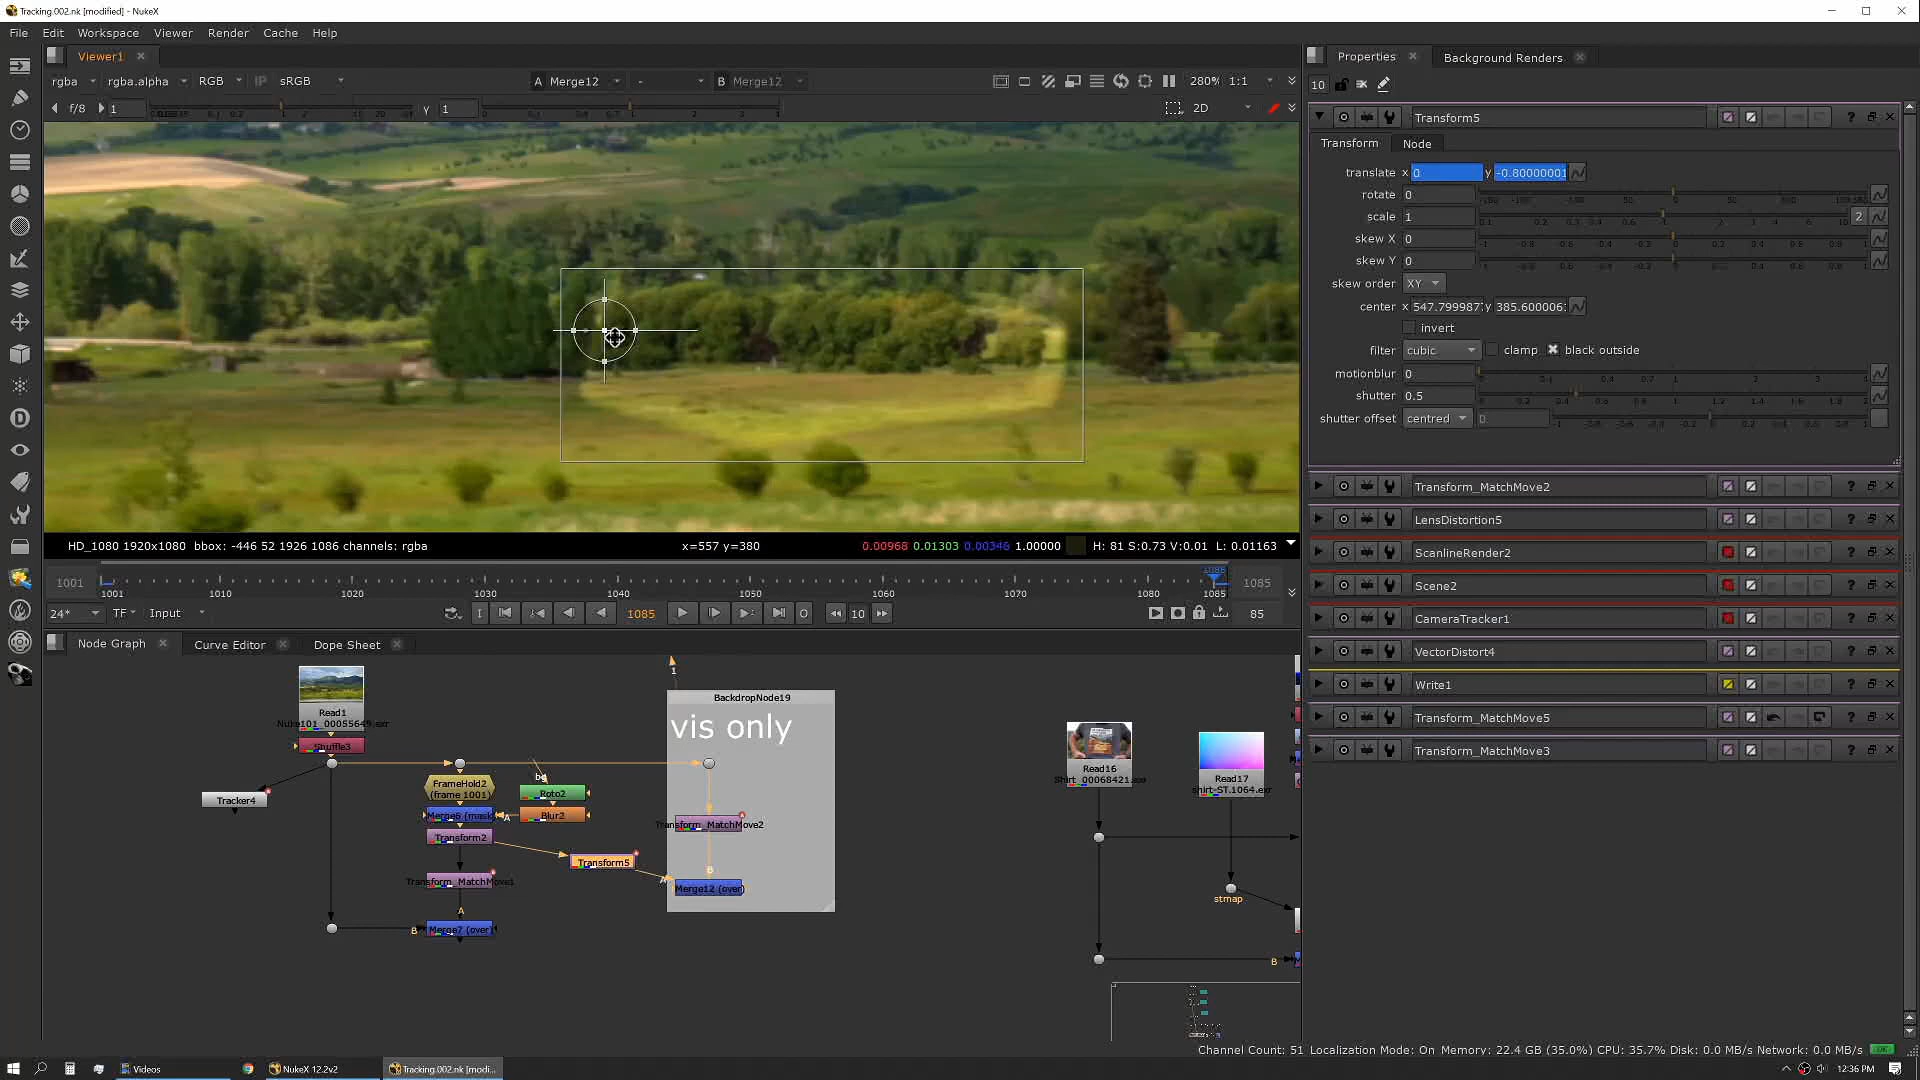 Tracking.002.nk [modified] - NukeX
File Edit Workspace Viewer Render Cache Help
Viewer1
rgba rgba.alpha RGB IP sRGB A Merge12 - B Merge12 280% 1:1
f/8 1 y 1 2D
HD_1080 1920x1080 bbox: -446 52 1926 1086 channels: rgba x=557 y=380 0.00968 0.01303 0.00346 1.00000 H: 81 S:0.73 V:0.01 L: 0.01163
1001 1001 1010 1020 1030 1040 1050 1060 1070 1080 1085 1085
24* TF Input 1085 10 85
Node Graph Curve Editor Dope Sheet
Read1
Nuke101_00055649.exr
Shuffle3
Tracker4
FrameHold2
(frame 1001)
bg
Roto2
Merge6 (mask)
A
Blur2
Transform2
Transform5
Transform_MatchMove1
A
B
Merge7 (over)
1
BackdropNode19
vis only
Transform_MatchMove2
B
A
Merge12 (over)
Read16
Shirt_00068421.exr
Read17
shirt-ST.1064.exr
stmap
B
Properties Background Renders
10
Transform5
Transform Node
translate x 0 y -0.80000001
rotate 0
scale 1 2
skew X 0
skew Y 0
skew order XY
center x 547.7999877 y 385.600006
invert
filter cubic clamp black outside
motionblur 0
shutter 0.5
shutter offset centred 0
Transform_MatchMove2
LensDistortion5
ScanlineRender2
Scene2
CameraTracker1
VectorDistort4
Write1
Transform_MatchMove5
Transform_MatchMove3
Channel Count: 51 Localization Mode: On Memory: 22.4 GB (35.0%) CPU: 35.7% Disk: 0.0 MB/s Network: 0.0 MB/s
Videos NukeX 12.2v2 Tracking.002.nk [modi... 12:36 PM